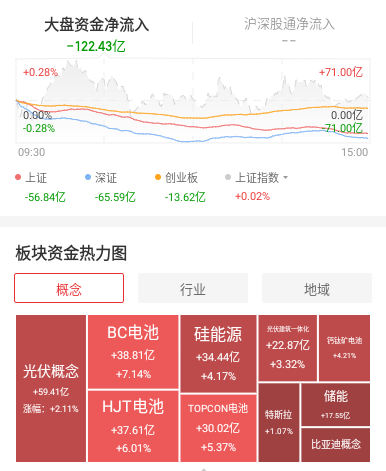 大盘资金净流入
沪深股通净流入
-122.43亿
--
+0.28%
+71.00亿
0.00%
0.00亿
-0.28%
-71.00亿
09:30
15:00
上证
深证
创业板
上证指数
-56.84亿
-65.59亿
-13.62亿
+0.02%
板块资金热力图
概念
行业
地域
光伏概念
+59.41亿
涨幅：+2.11%
BC电池
+38.81亿
+7.14%
HJT电池
+37.61亿
+6.01%
硅能源
+34.44亿
+4.17%
TOPCON电池
+30.02亿
+5.37%
光伏建筑一体化
+22.87亿
+3.32%
钙钛矿电池
+4.21%
特斯拉
+1.07%
储能
+17.55亿
比亚迪概念